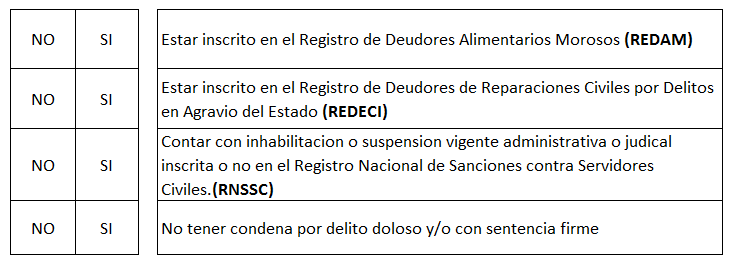 NO SI Estar inscrito en el Registro de Deudores Alimentarios Morosos (REDAM)
NO SI Estar inscrito en el Registro de Deudores de Reparaciones Civiles por Delitos
en Agravio del Estado (REDECI)
NO SI Contar con inhabilitacion o suspension vigente administrativa o judicial
inscrita o no en el Registro Nacional de Sanciones contra Servidores
Civiles.(RNSSC)
NO SI No tener condena por delito doloso y/o con sentencia firme